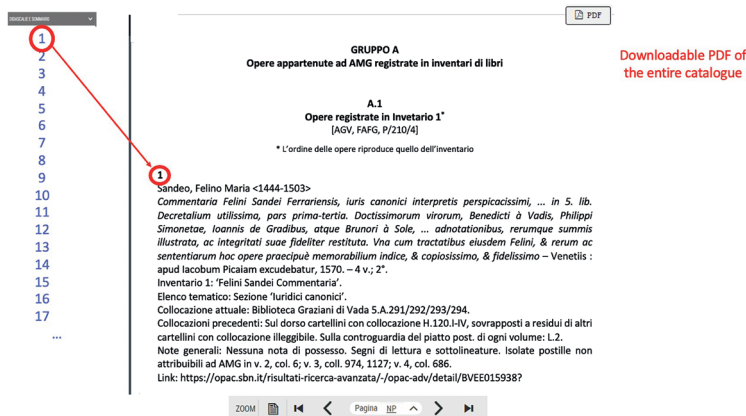 DIDASCALIE E SOMMARIO
PDF
1
2
3
4
5
6
7
8
9
10
11
12
13
14
15
16
17
...
GRUPPO A
Opere appartenute ad AMG registrate in inventari di libri
Downloadable PDF of
the entire catalogue
A.1
Opere registrate in Invetario 1*
[AGV, FAFG, P/210/4]
* L'ordine delle opere riproduce quello dell'inventario
1
Sandeo, Felino Maria <1444-1503>
Commentaria Felini Sandei Ferrariensis, iuris canonici interpretis perspicacissimi, ... in 5. lib.
Decretalium utilissima, pars prima-tertia. Doctissimorum virorum, Benedicti à Vadis, Philippi
Simonetae, Ioannis de Gradibus, atque Brunori à Sole, ... adnotationibus, rerumque summis
illustrata, ac integritati suae fideliter restituta. Vna cum tractatibus eiusdem Felini, & rerum ac
sententiarum hoc opere praecipuè memorabilium indice, & copiosissimo, & fidelissimo – Venetiis :
apud Iacobum Picaiam excudebatur, 1570. – 4 v.; 2°.
Inventario 1: 'Felini Sandei Commentaria'.
Elenco tematico: Sezione 'Iuridici canonici'.
Collocazione attuale: Biblioteca Graziani di Vada 5.A.291/292/293/294.
Collocazioni precedenti: Sul dorso cartellini con collocazione H.120.I-IV, sovrapposti a residui di altri
cartellini con collocazione illeggibile. Sulla controguardia del piatto post. di ogni volume: L.2.
Note generali: Nessuna nota di possesso. Segni di lettura e sottolineature. Isolate postille non
attribuibili ad AMG in v. 2, col. 6; v. 3, coll. 974, 1127; v. 4, col. 686.
Link: https://opac.sbn.it/risultati-ricerca-avanzata/-/opac-adv/detail/BVEE015938?
ZOOM
Pagina NP